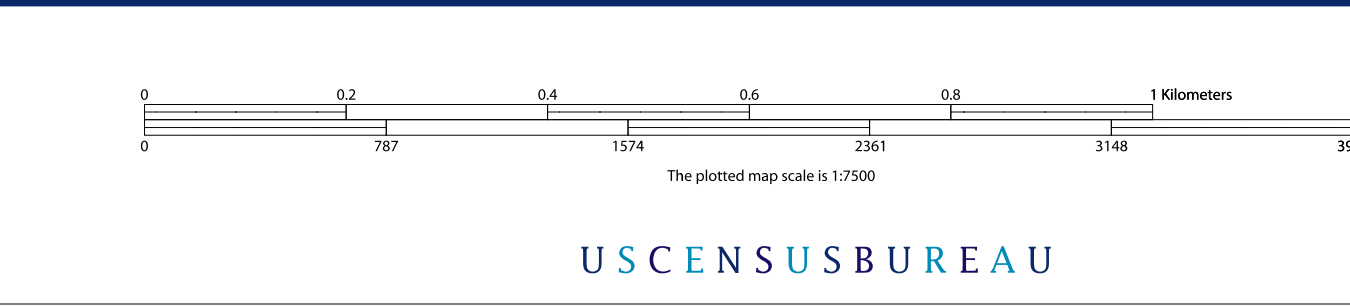 0 0.2 0.4 0.6 0.8 1 Kilometers
0 787 1574 2361 3148
The plotted map scale is 1:7500
USCENSUSBUREAU